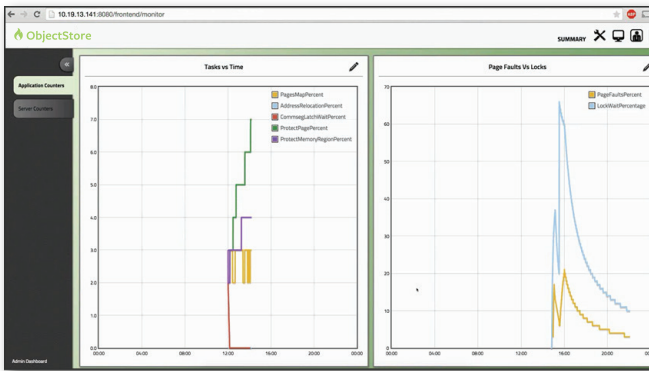 10.19.13.141:8080/frontend/monitor
ObjectStore
SUMMARY
Application Counters
Server Counters
Admin Dashboard
Tasks vs Time
PagesMapPercent
AddressRelocationPercent
CommsegLatchWaitPercent
ProtectPagePercent
ProtectMemoryRegionPercent
8.0
7.0
6.0
5.0
4.0
3.0
2.0
1.0
0.0
00:00
04:00
08:00
12:00
16:00
20:00
00:00
Page Faults Vs Locks
PageFaultsPercent
LockWaitPercentage
70
60
50
40
30
20
10
0
00:00
04:00
08:00
12:00
16:00
20:00